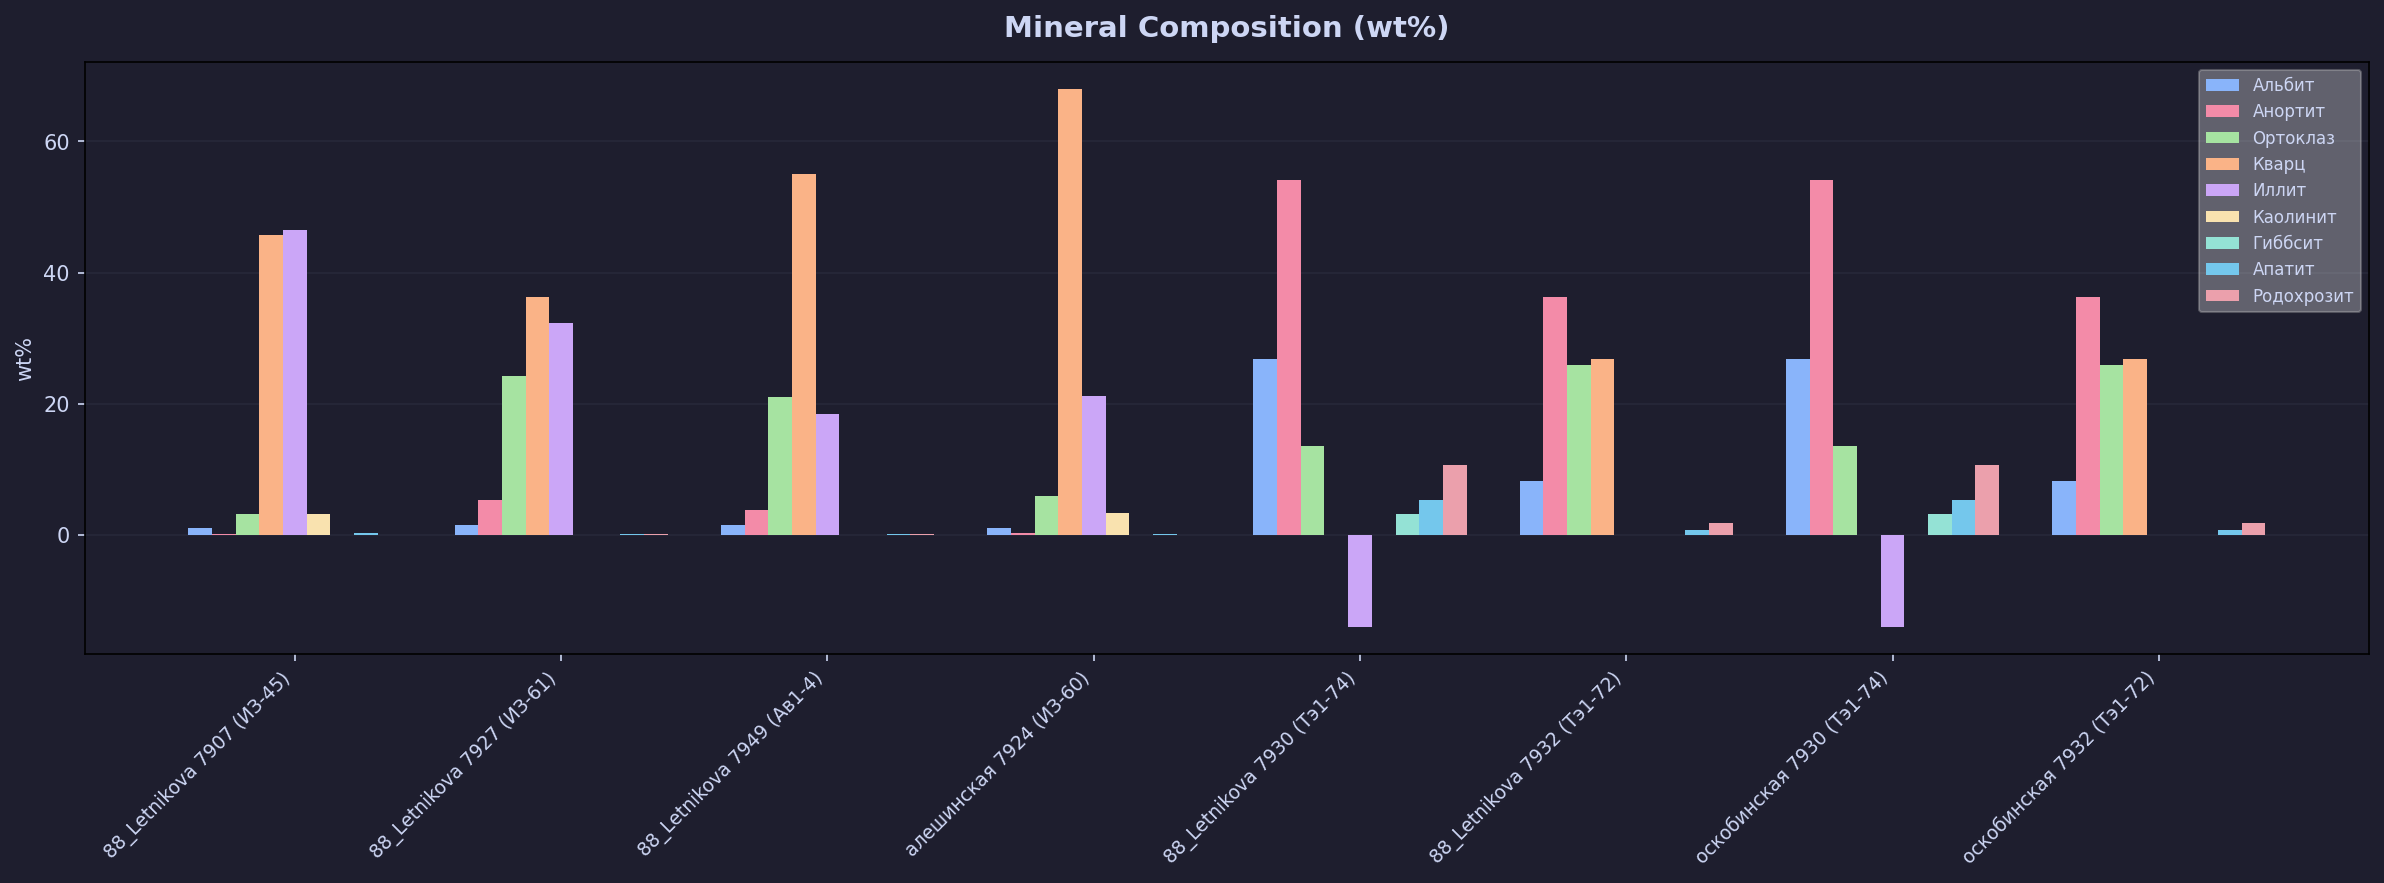 Mineral Composition (wt%)
wt%
60
40
20
0
Альбит
Анортит
Ортоклаз
Кварц
Иллит
Каолинит
Гиббсит
Апатит
Родохрозит
88_Letnikova 7907 (ИЗ-45)
88_Letnikova 7927 (ИЗ-61)
88_Letnikova 7949 (Ав1-4)
алешинская 7924 (ИЗ-60)
88_Letnikova 7930 (Тэ1-74)
88_Letnikova 7932 (Тэ1-72)
оскобинская 7930 (Тэ1-74)
оскобинская 7932 (Тэ1-72)